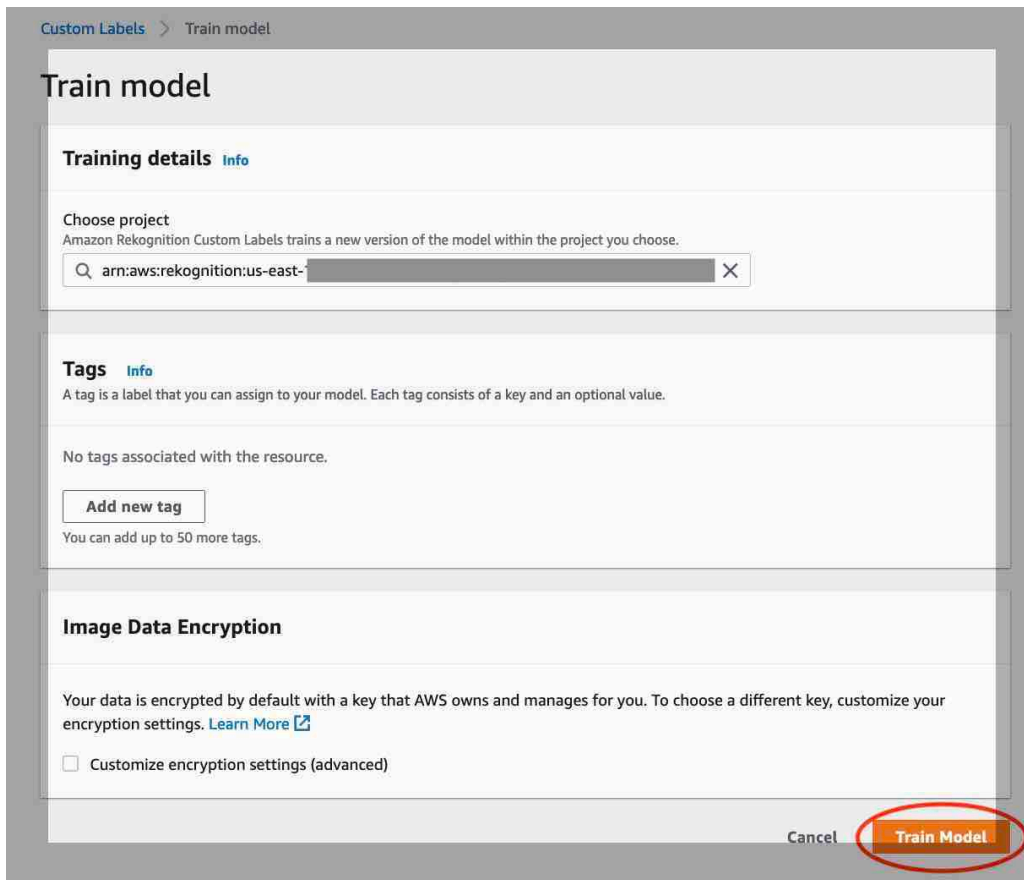 Custom Labels > Train model
Train model
Training details Info
Choose project
Amazon Rekognition Custom Labels trains a new version of the model within the project you choose.
arn:aws:rekognition:us-east-
Tags Info
A tag is a label that you can assign to your model. Each tag consists of a key and an optional value.
No tags associated with the resource.
Add new tag
You can add up to 50 more tags.
Image Data Encryption
Your data is encrypted by default with a key that AWS owns and manages for you. To choose a different key, customize your
encryption settings. Learn More
Customize encryption settings (advanced)
Cancel Train Model